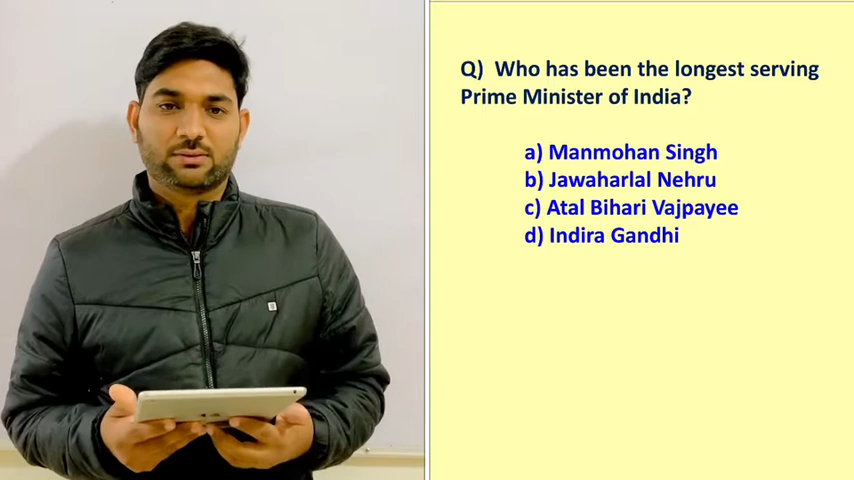 Q) Who has been the longest serving
Prime Minister of India?
a) Manmohan Singh
b) Jawaharlal Nehru
c) Atal Bihari Vajpayee
d) Indira Gandhi